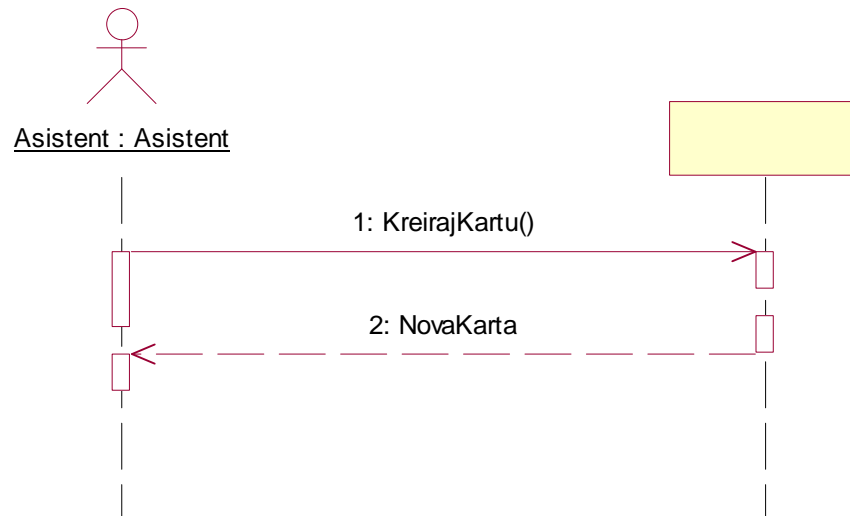 Asistent : Asistent
1: KreirajKartu()
2: NovaKarta